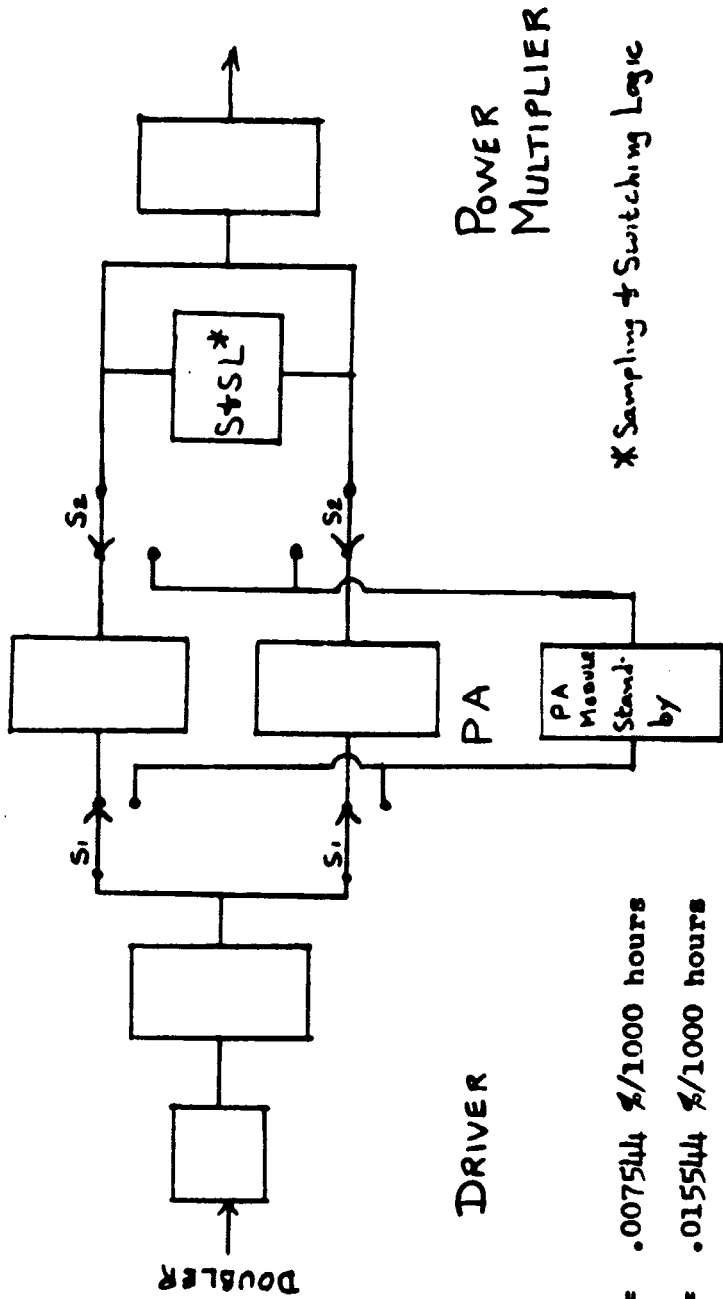 DOUBLER
DRIVER
S1
S1
PA
S2
S2
S&SL*
PA
Module
Stand-
by
POWER
MULTIPLIER
*Sampling & Switching Logic
= .007544 %/1000 hours
= .015544 %/1000 hours